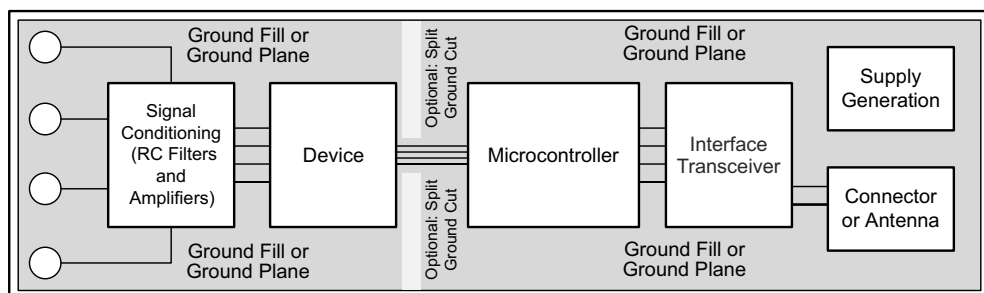 Ground Fill or
Ground Plane
Optional: Split
Ground Cut
Ground Fill or
Ground Plane
Signal
Conditioning
(RC Filters
and
Amplifiers)
Device
Microcontroller
Interface
Transceiver
Supply
Generation
Connector
or Antenna
Ground Fill or
Ground Plane
Optional: Split
Ground Cut
Ground Fill or
Ground Plane